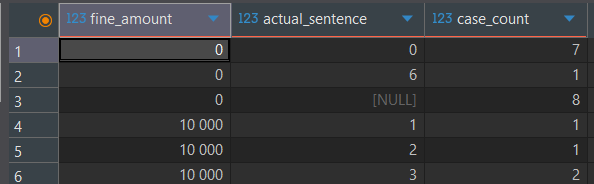 123 fine_amount 123 actual_sentence 123 case_count
1 0 0 7
2 0 6 1
3 0 [NULL] 8
4 10 000 1 1
5 10 000 2 1
6 10 000 3 2